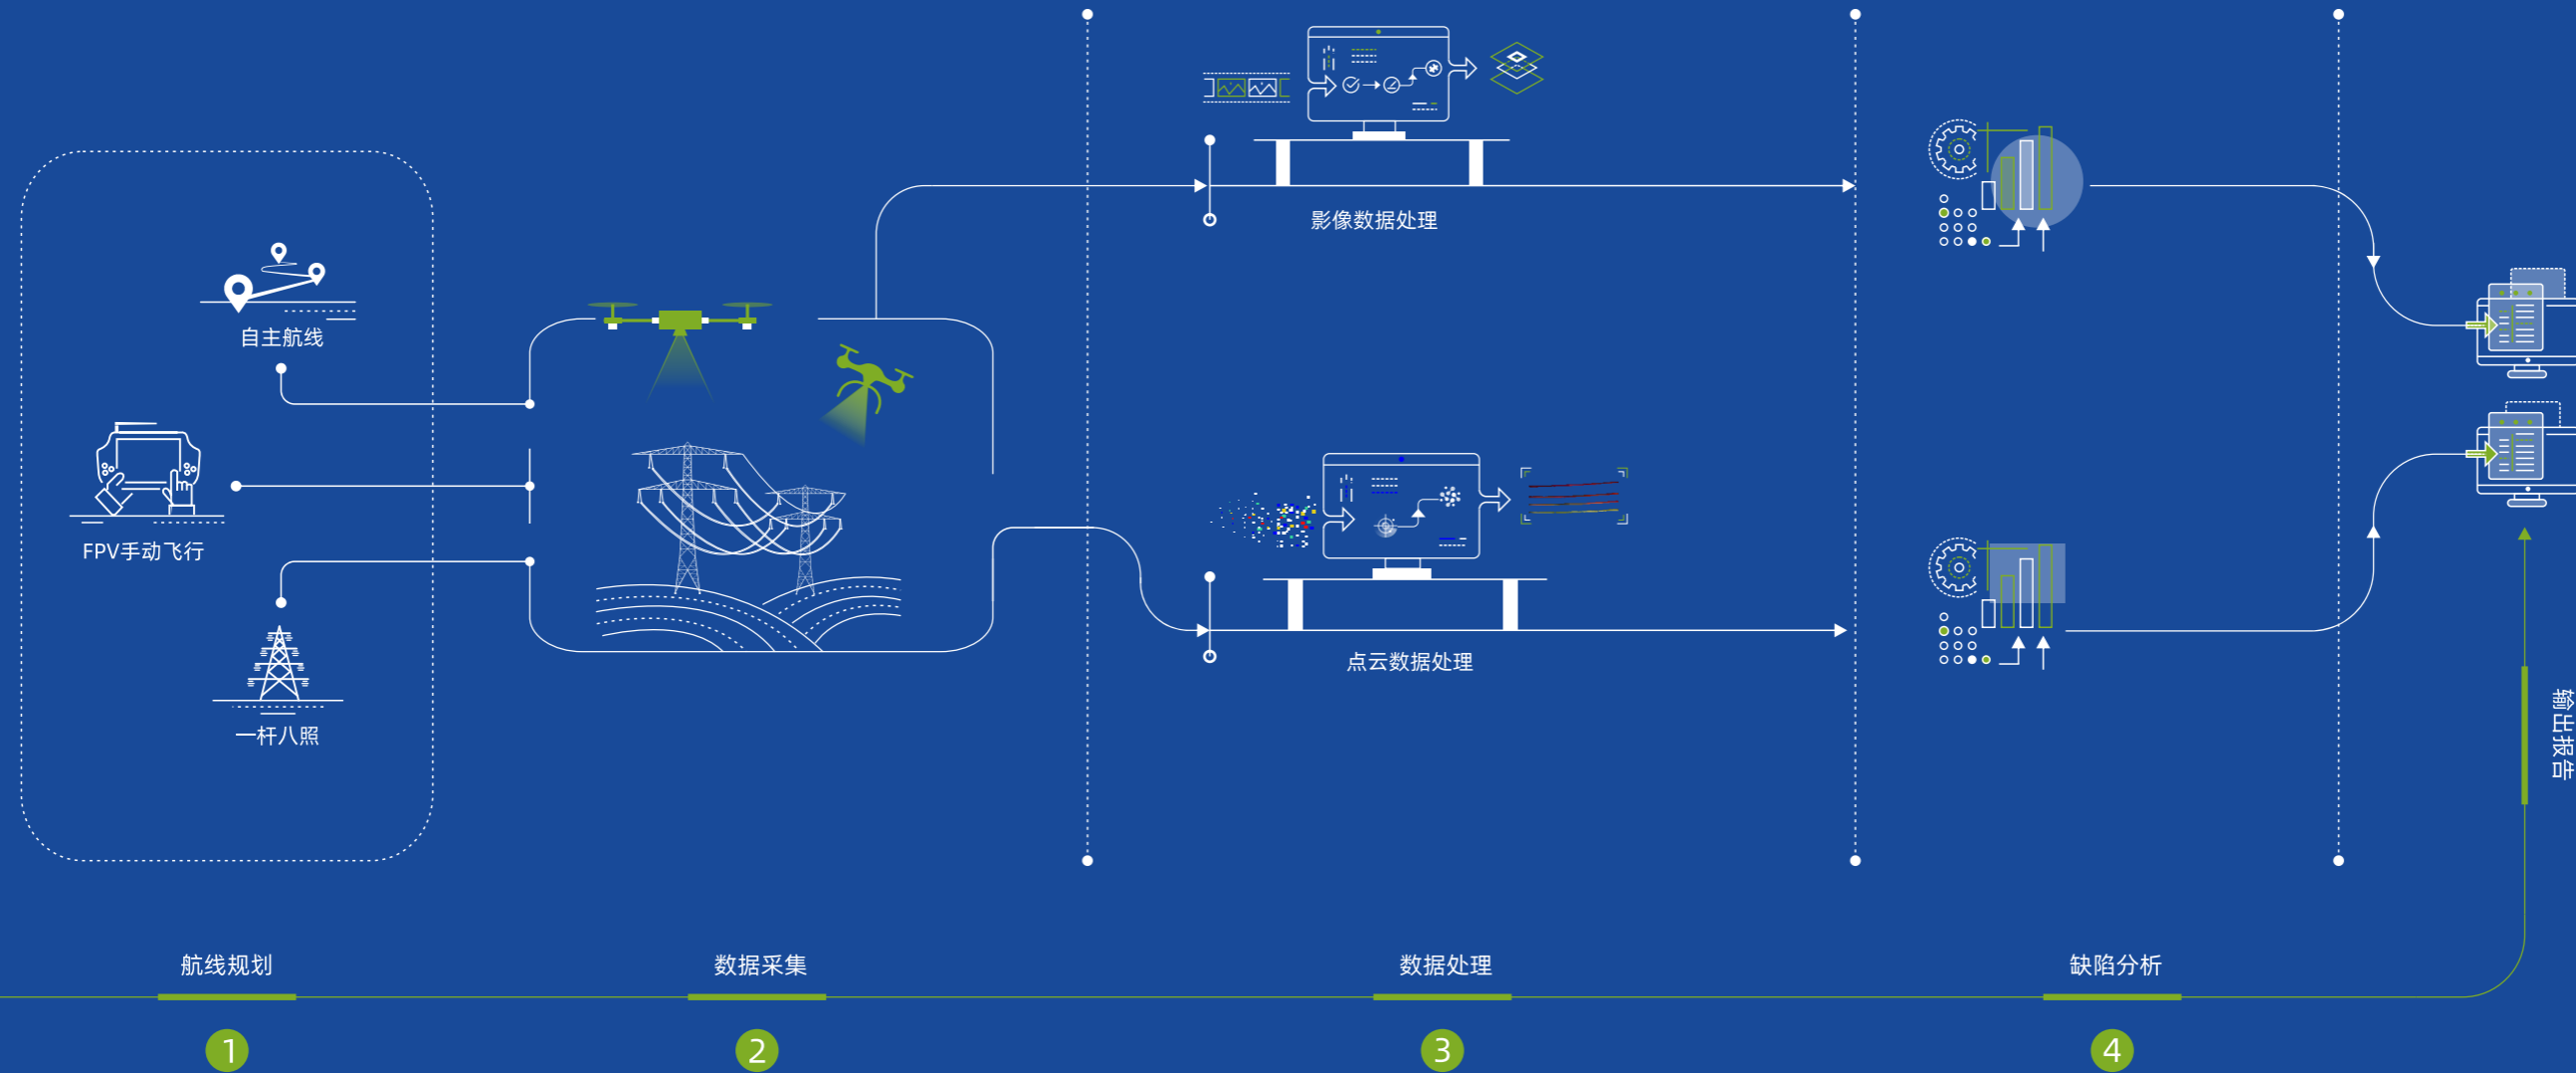 影像数据处理
自主航线
FPV手动飞行
一杆八照
点云数据处理
输出报告
航线规划
数据采集
数据处理
缺陷分析
1
2
3
4